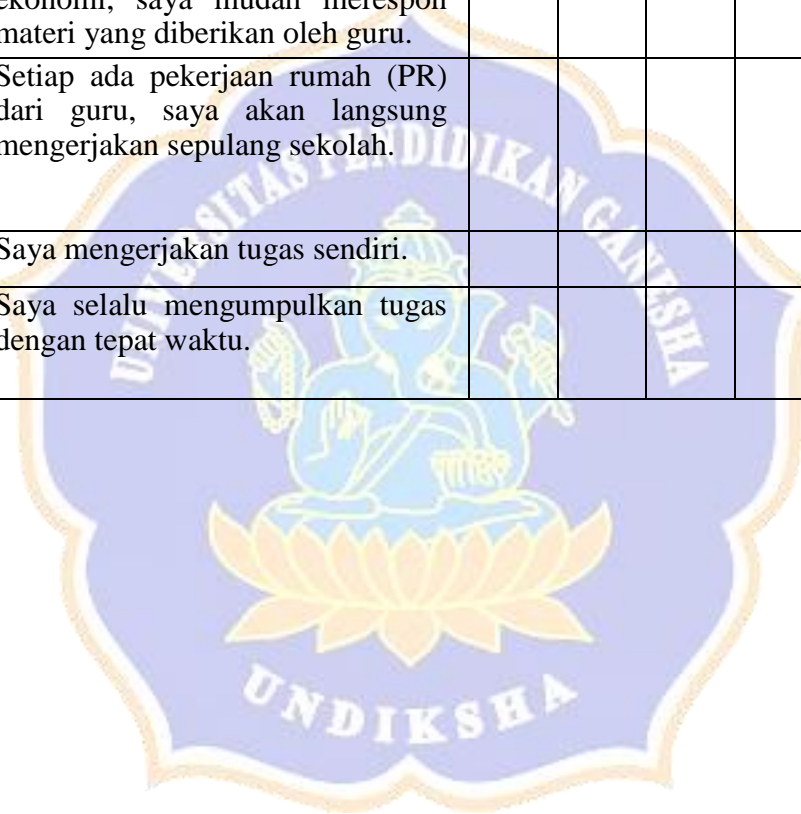 ekonomi, saya mudah merespon
materi yang diberikan oleh guru.
Setiap ada pekerjaan rumah (PR)
dari guru, saya akan langsung
mengerjakan sepulang sekolah.
Saya mengerjakan tugas sendiri.
Saya selalu mengumpulkan tugas
dengan tepat waktu.
UNIVERSITAS PENDIDIKAN GANESHA
UNDIKSHA